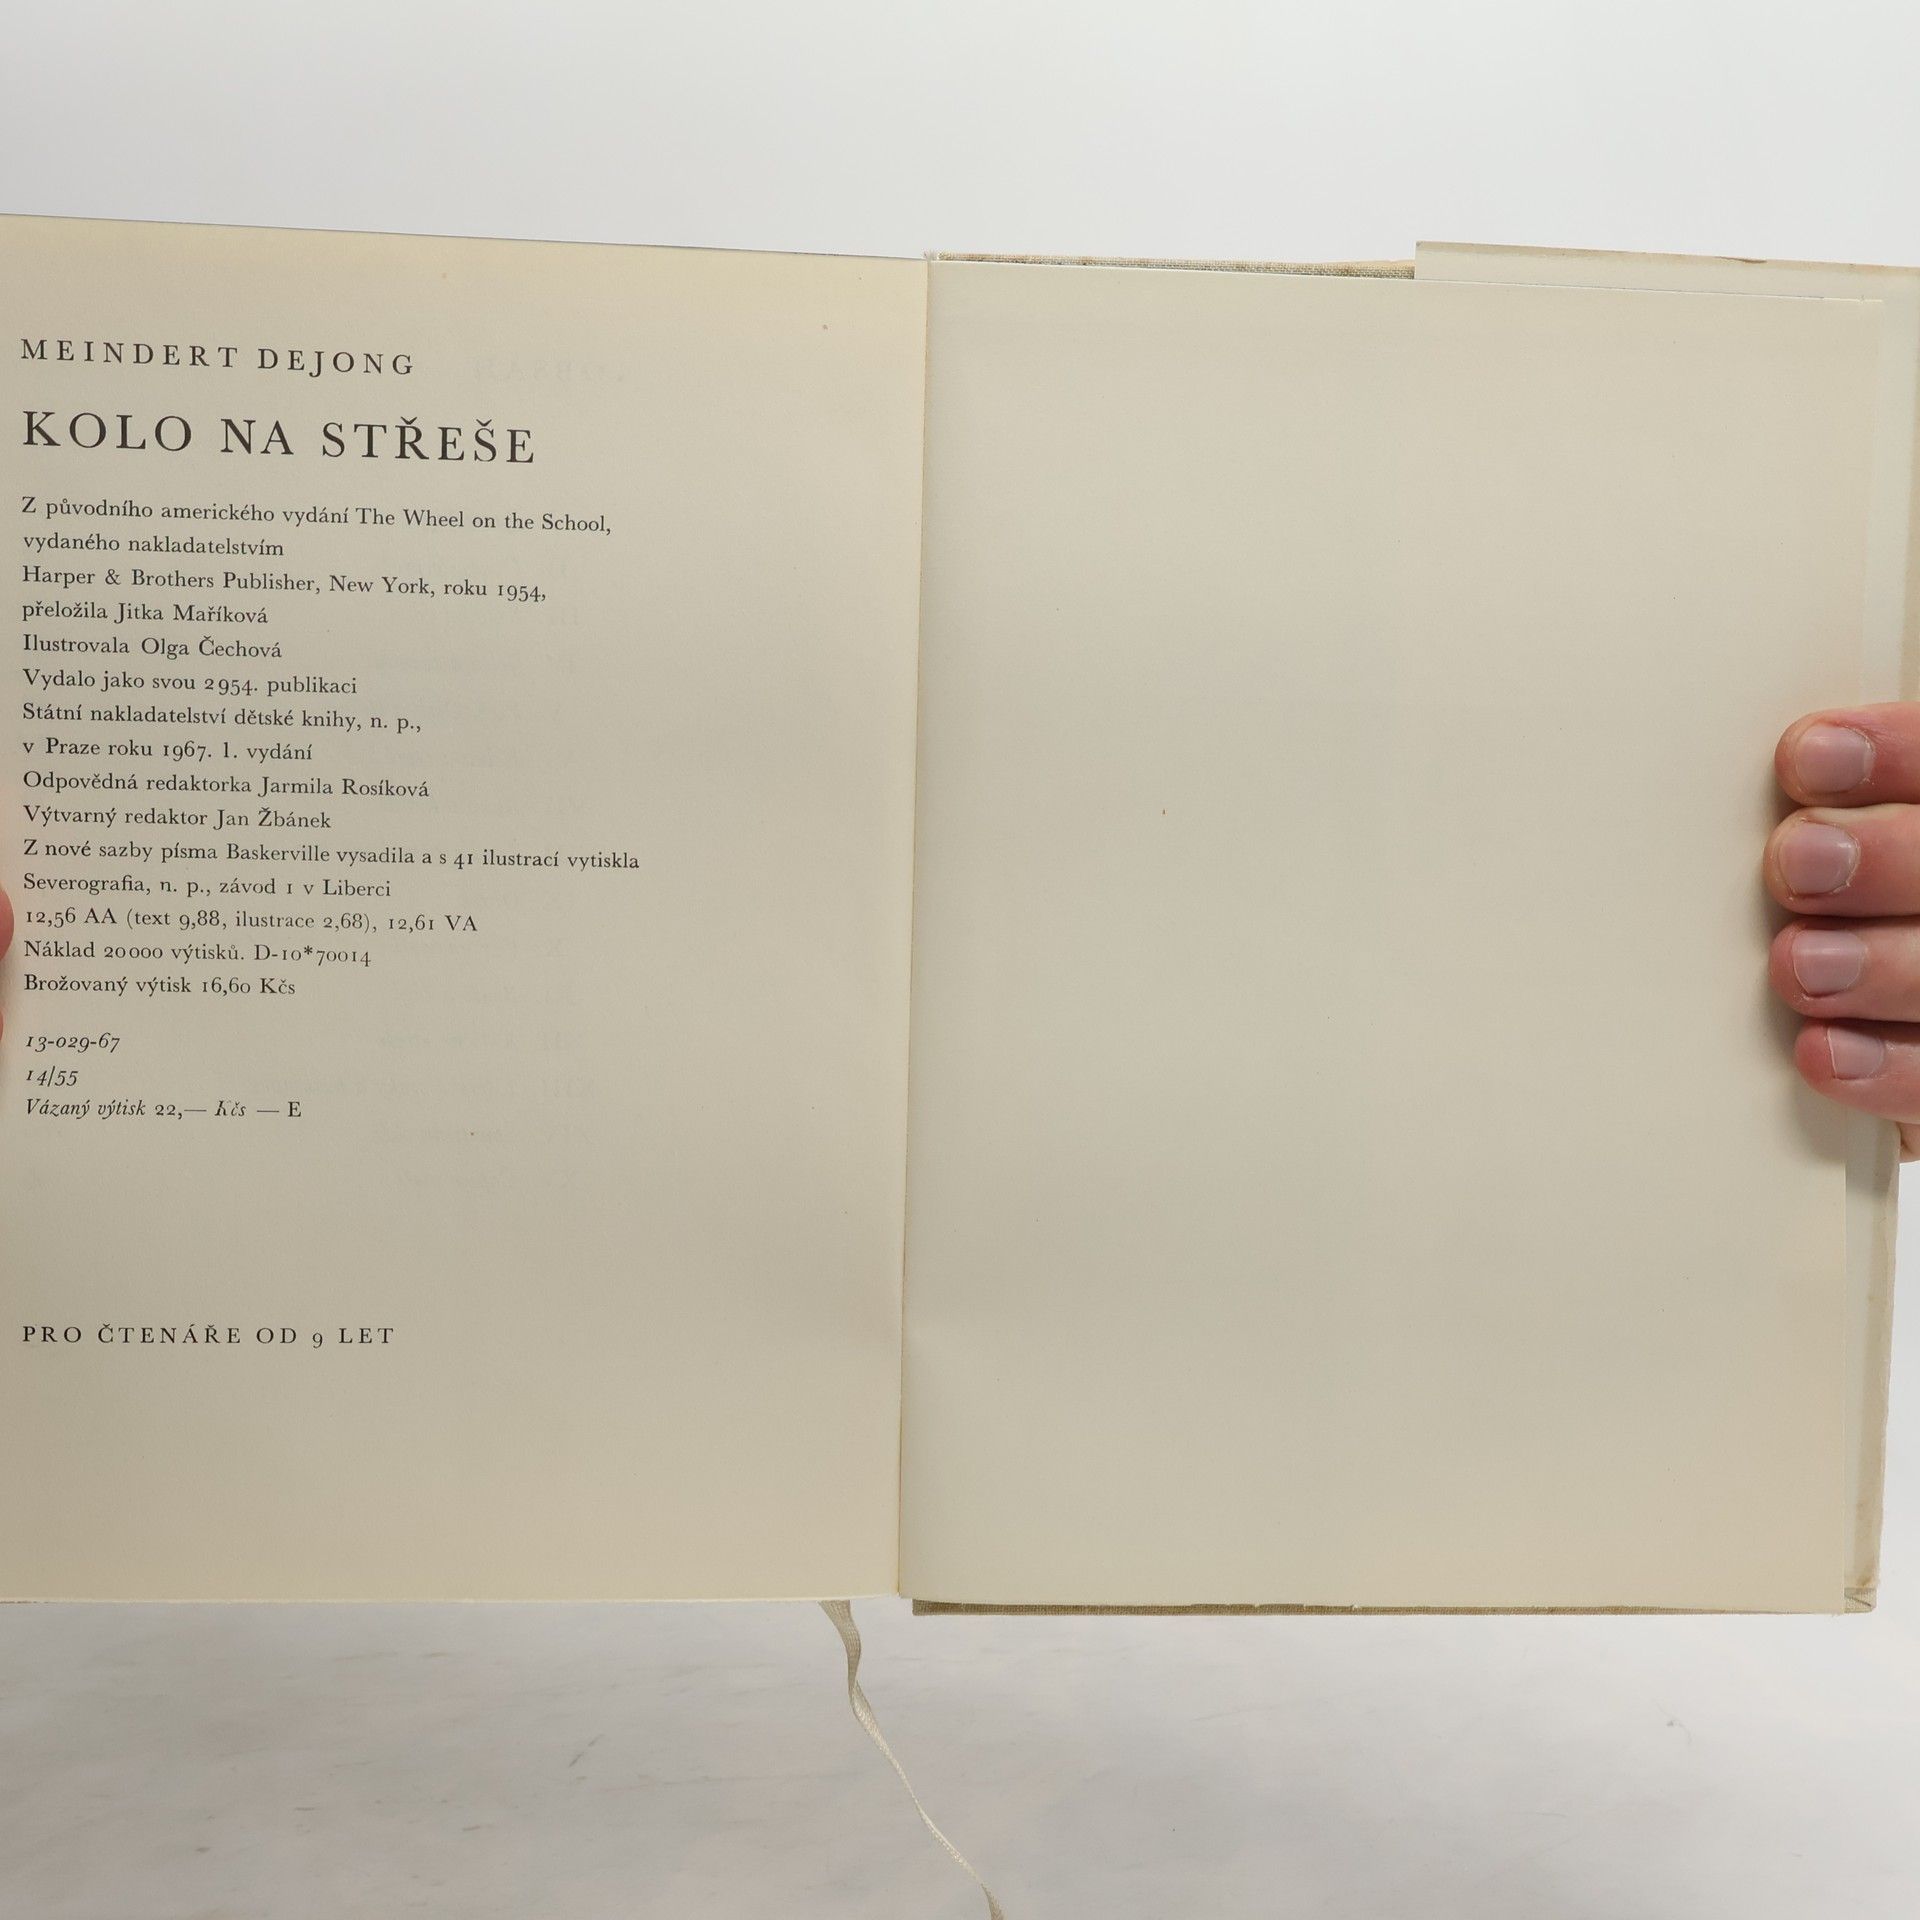 MEINDERT DEJONG
KOLO NA STŘEŠE
Z původního amerického vydání The Wheel on the School,
vydaného nakladatelstvím
Harper & Brothers Publisher, New York, roku 1954,
přeložila Jitka Maříková
Ilustrovala Olga Čechová
Vydalo jako svou 2954. publikaci
Státní nakladatelství dětské knihy, n. p.,
v Praze roku 1967. 1. vydání
Odpovědná redaktorka Jarmila Rosíková
Výtvarný redaktor Jan Žbánek
Z nové sazby písma Baskerville vysadila a s 41 ilustrací vytiskla
Severografia, n. p., závod 1 v Liberci
12,56 AA (text 9,88, ilustrace 2,68), 12,61 VA
Náklad 20000 výtisků. D-10*70014
Brožovaný výtisk 16,60 Kčs
13-029-67
14/55
Vázaný výtisk 22,— Kčs — E
PRO ČTENÁŘE OD 9 LET